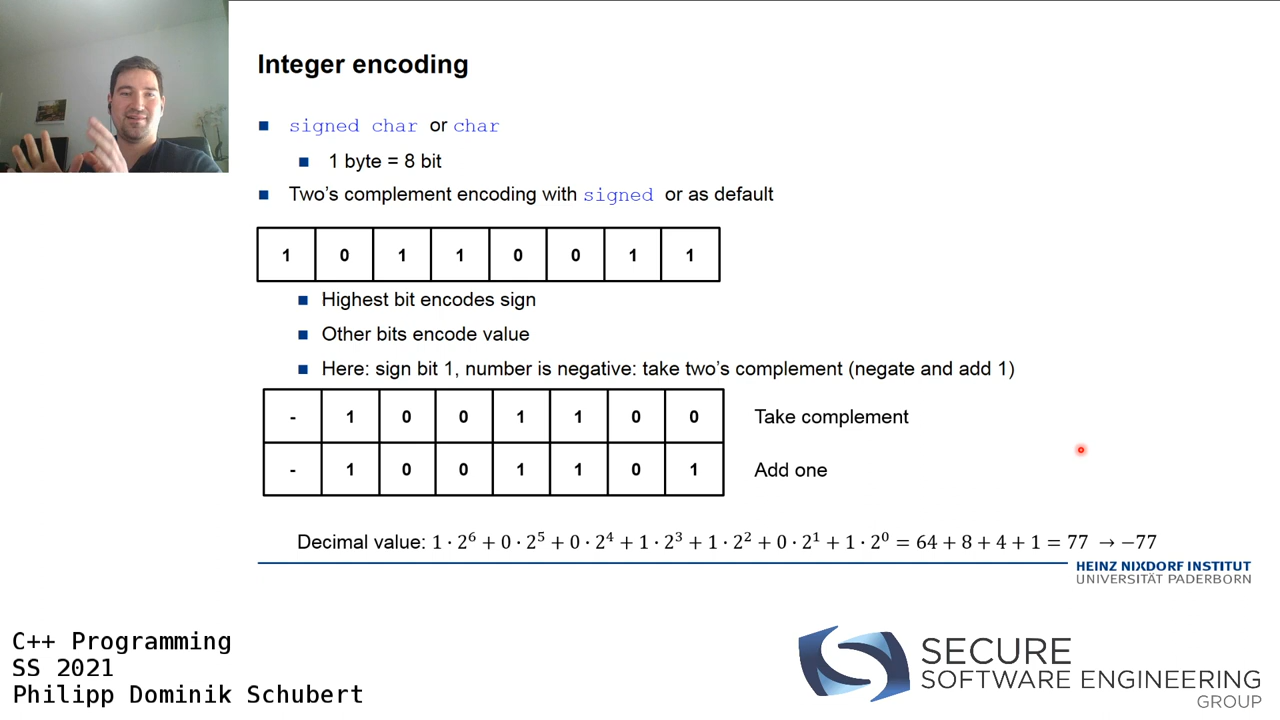 Integer encoding
signed char or char
1 byte = 8 bit
Two's complement encoding with signed or as default
1 0 1 1 0 0 1 1
Highest bit encodes sign
Other bits encode value
Here: sign bit 1, number is negative: take two's complement (negate and add 1)
- 1 0 0 1 1 0 0 Take complement
- 1 0 0 1 1 0 1 Add one
Decimal value: 1 · 2⁶ + 0 · 2⁵ + 0 · 2⁴ + 1 · 2³ + 1 · 2² + 0 · 2¹ + 1 · 2⁰ = 64 + 8 + 4 + 1 = 77 → −77
HEINZ NIXDORF INSTITUT
UNIVERSITÄT PADERBORN
C++ Programming
SS 2021
Philipp Dominik Schubert
SECURE
SOFTWARE ENGINEERING
GROUP